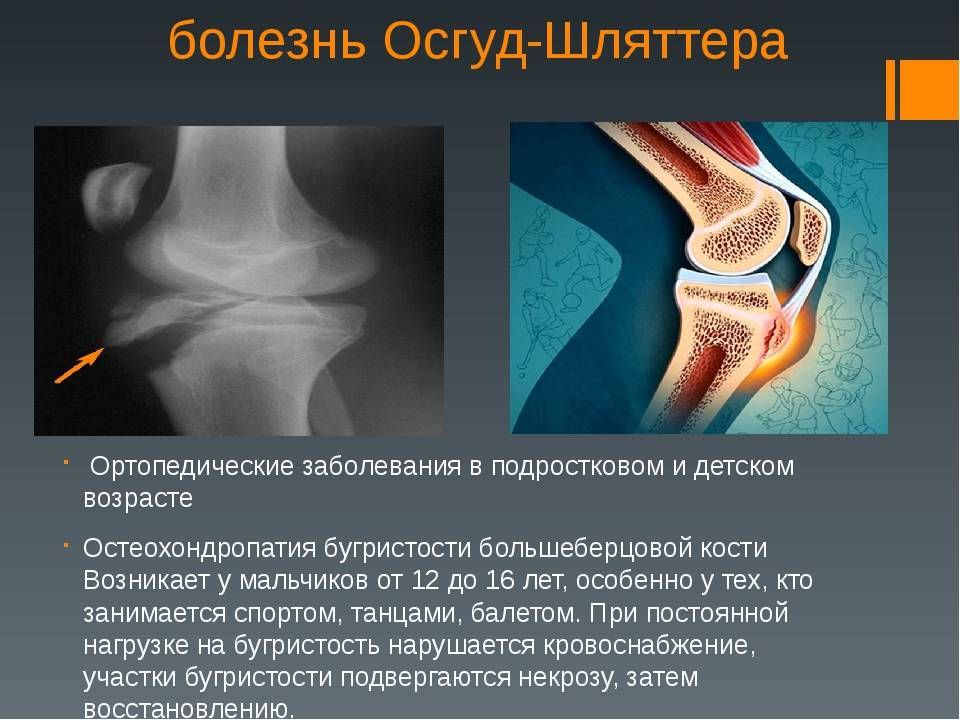 болезнь Осгуд-Шляттера
Ортопедические заболевания в подростковом и детском
возрасте
Остеохондропатия бугристости большеберцовой кости
Возникает у мальчиков от 12 до 16 лет, особенно у тех, кто
занимается спортом, танцами, балетом. При постоянной
нагрузке на бугристость нарушается кровоснабжение,
участки бугристости подвергаются некрозу, затем
восстановлению.